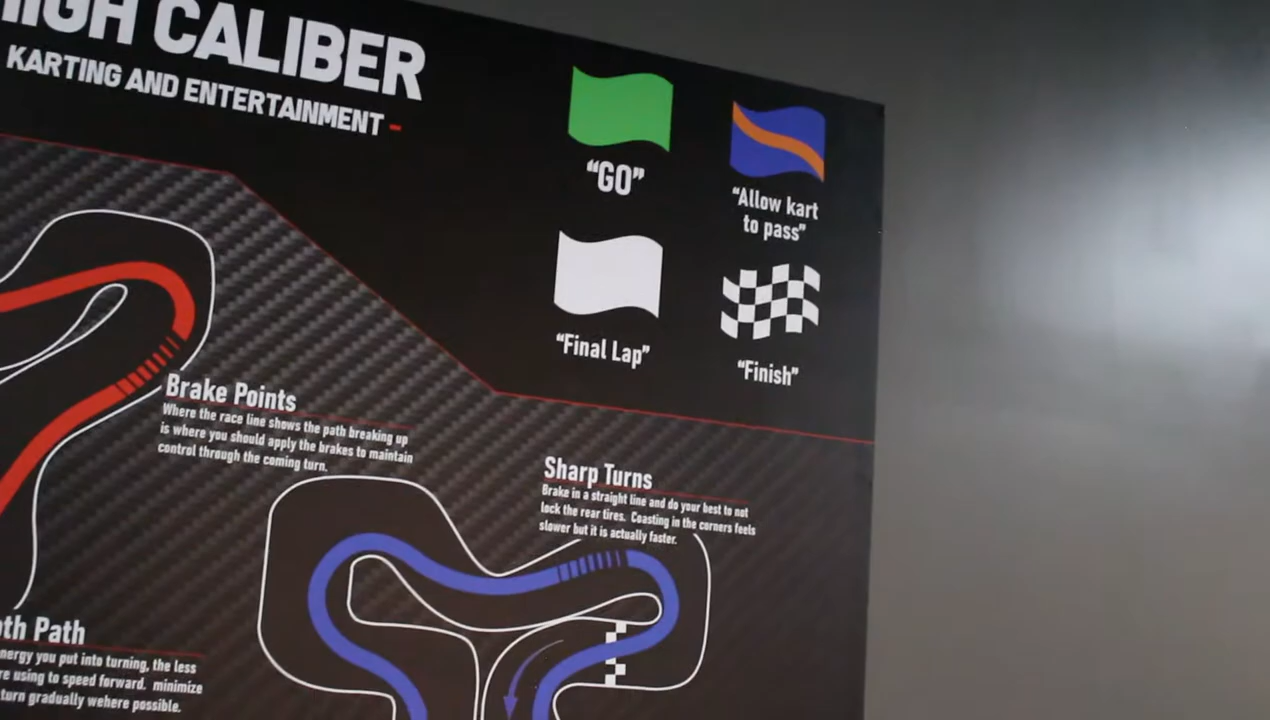 HIGH CALIBER
KARTING AND ENTERTAINMENT -
“GO”
“Allow kart
to pass”
“Final Lap”
“Finish”
Brake Points
Where the race line shows the path breaking up
is where you should apply the brakes to maintain
control through the coming turn.
Sharp Turns
Brake in a straight line and do your best to not
lock the rear tires. Coasting in the corners feels
slower but it is actually faster.
Path
you put into turning, the less
using to speed forward. minimize
turn gradually wehere possible.